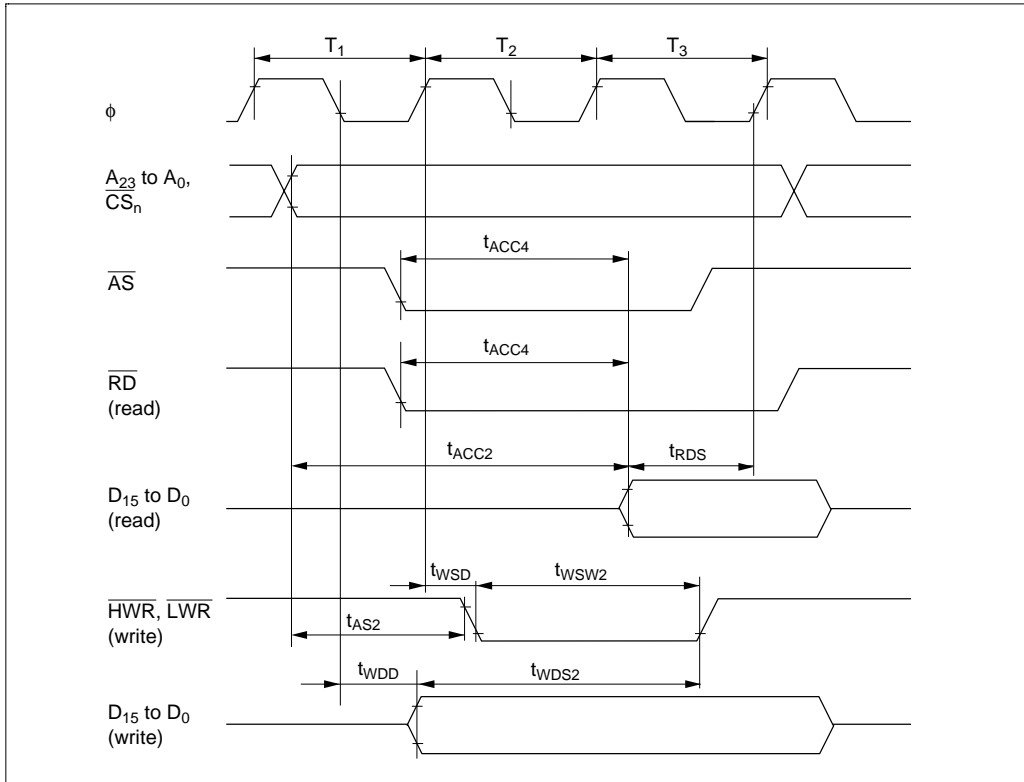 T1 T2 T3
ϕ
A23 to A0,
CSn
tACC4
AS
tACC4
RD
(read)
tACC2 tRDS
D15 to D0
(read)
tWSD tWSW2
HWR, LWR
(write)
tAS2
tWDD tWDS2
D15 to D0
(write)